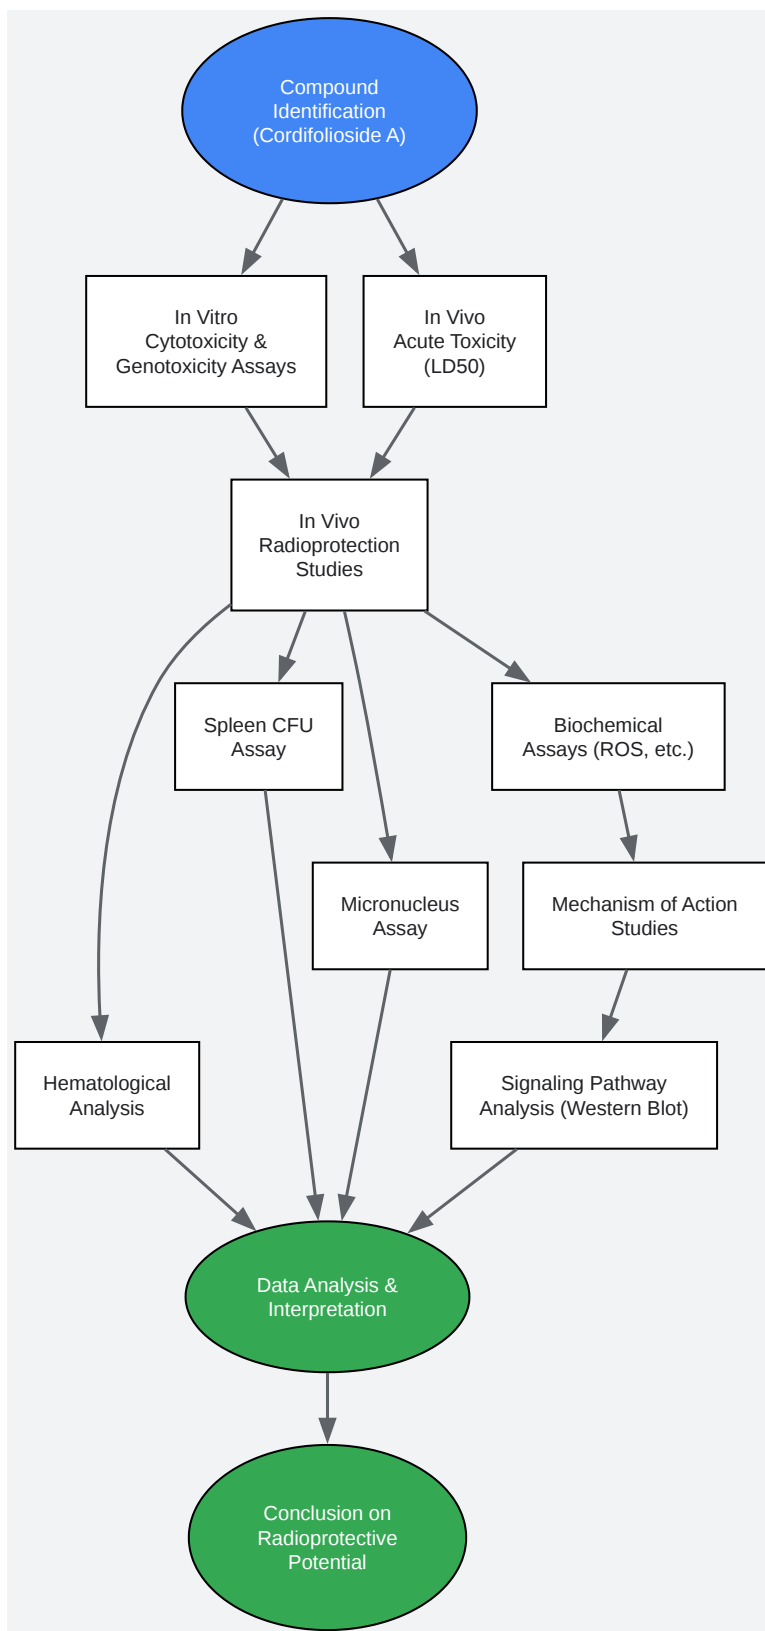 Compound
Identification
(Cordifolioside A)
In Vitro
Cytotoxicity &
Genotoxicity Assays
In Vivo
Acute Toxicity
(LD50)
In Vivo
Radioprotection
Studies
Spleen CFU
Assay
Biochemical
Assays (ROS, etc.)
Micronucleus
Assay
Mechanism of Action
Studies
Hematological
Analysis
Signaling Pathway
Analysis (Western Blot)
Data Analysis &
Interpretation
Conclusion on
Radioprotective
Potential